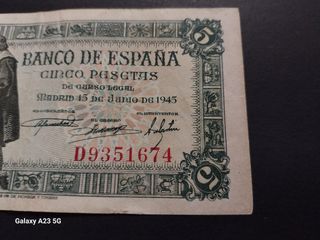 5
BANCO DE ESPAÑA
CINCO PESETAS
DE CURSO LEGAL
MADRID 15 DE JUNIO DE 1945
EL INTERVENTOR
D9351674
5
Galaxy A23 5G